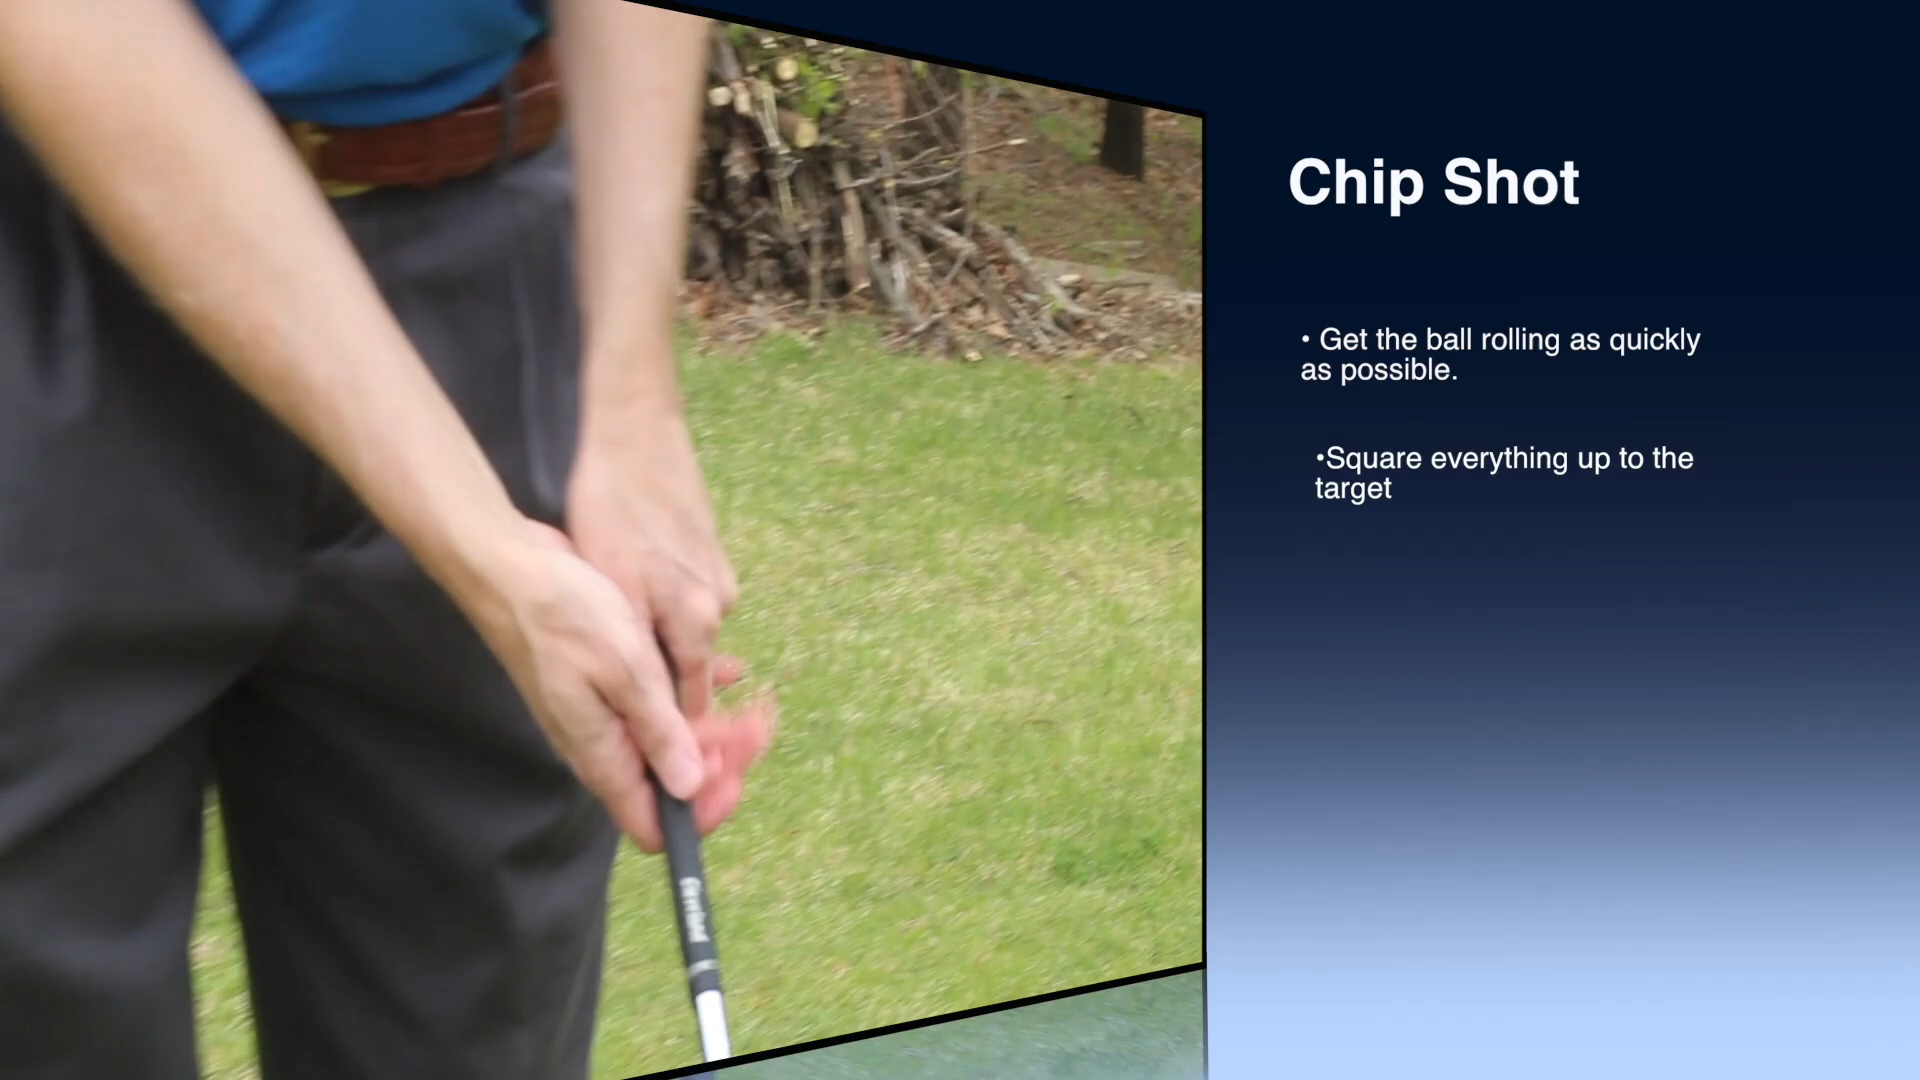 Chip Shot
• Get the ball rolling as quickly
as possible.
•Square everything up to the
target